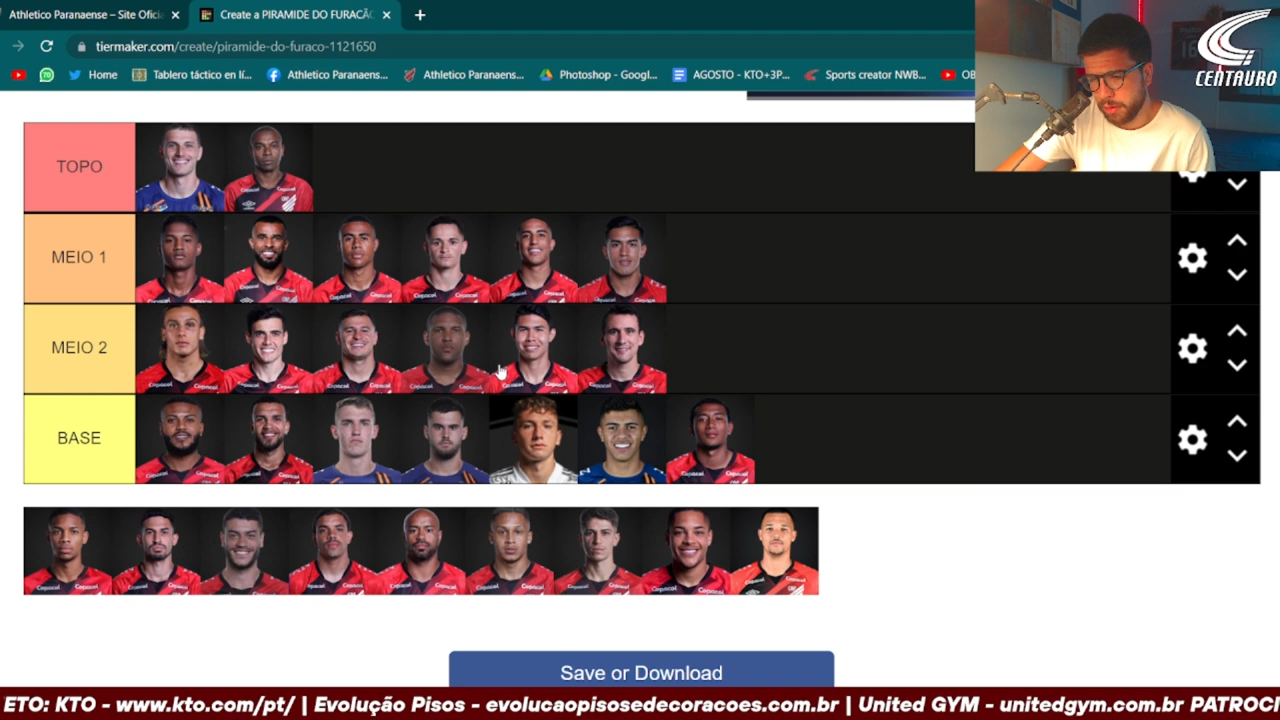 Athletico Paranaense – Site Ofici
Create a PIRAMIDE DO FURACÃ
tiermaker.com/create/piramide-do-furaco-1121650
Home
Tablero táctico en lí...
Athletico Paranaens...
Athletico Paranaens...
Photoshop - Googl...
AGOSTO - KTO+3P...
Sports creator NWB...
OB
CENTAURO
TOPO
MEIO 1
MEIO 2
BASE
Save or Download
ETO: KTO - www.kto.com/pt/ | Evolução Pisos - evolucaopisosedecoracoes.com.br | United GYM - unitedgym.com.br PATROCI